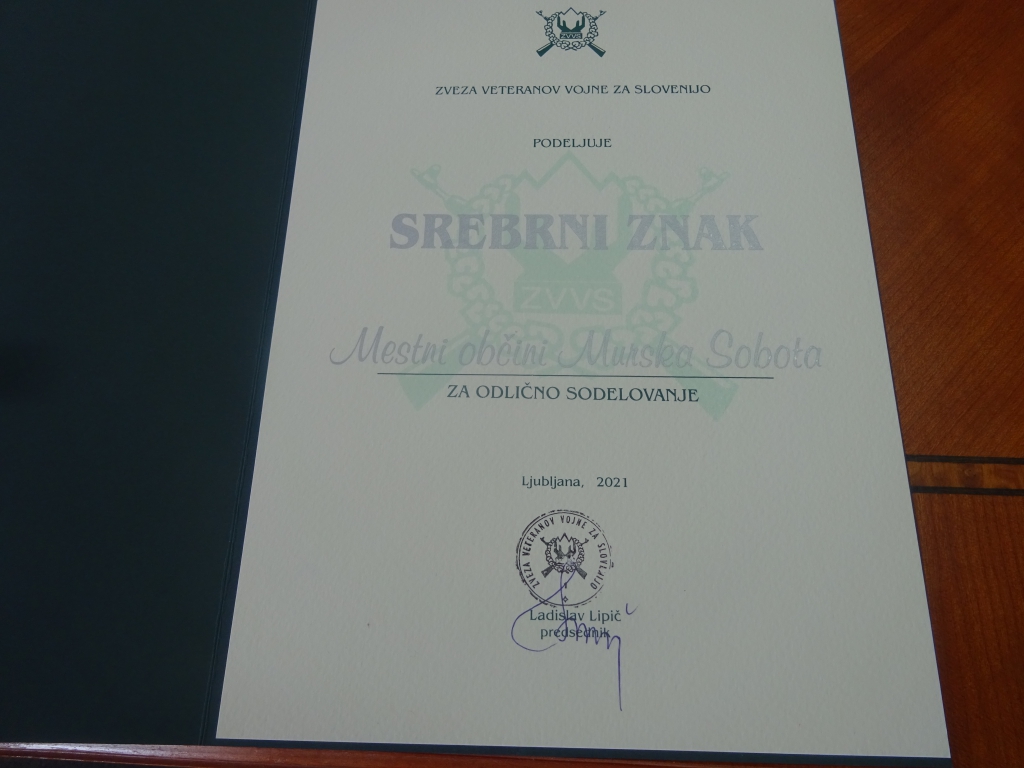 ZVVS
ZVEZA VETERANOV VOJNE ZA SLOVENIJO
PODELJUJE
SREBRNI ZNAK
ZVVS
Mestni občini Murska Sobota
ZA ODLIČNO SODELOVANJE
Ljubljana, 2021
ZVEZA VETERANOV VOJNE ZA SLOVENIJO
Ladislav Lipič
predsednik